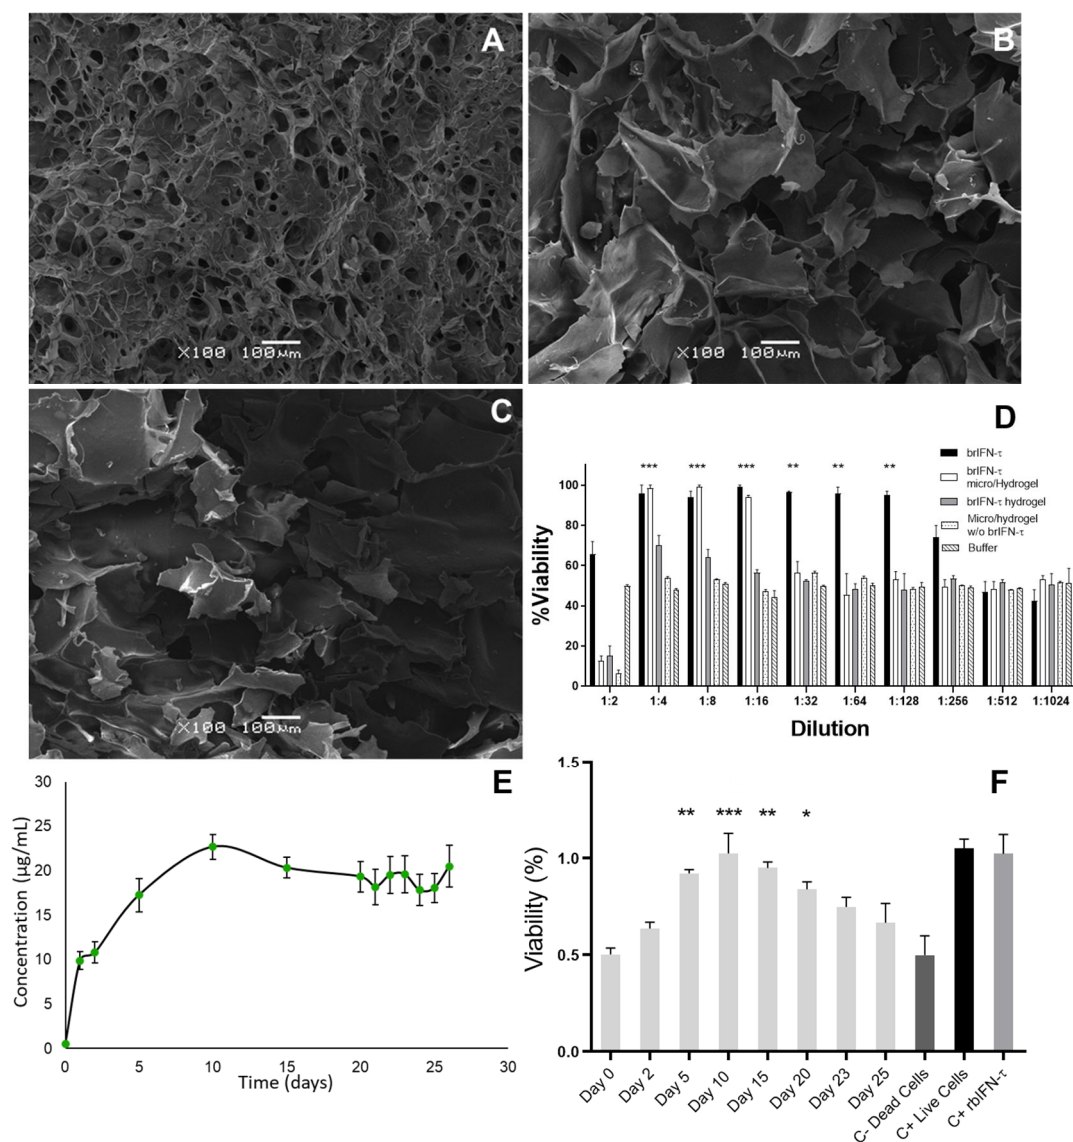 A
×100 100μm
B
×100 100μm
C
×100 100μm
D
brIFN-τ
brIFN-τ
micro/Hydrogel
brIFN-τ hydrogel
Micro/hydrogel
w/o brIFN-τ
Buffer
*** *** *** ** ** **
%Viability
100
80
60
40
20
0
1:2 1:4 1:8 1:16 1:32 1:64 1:128 1:256 1:512 1:1024
Dilution
E
Concentration (µg/mL)
30
25
20
15
10
5
0
0 5 10 15 20 25 30
Time (days)
F
** *** ** *
Viability (%)
1.5
1.0
0.5
0.0
Day 0
Day 2
Day 5
Day 10
Day 15
Day 20
Day 23
Day 25
C- Dead Cells
C+ Live Cells
C+ rbIFN-τ